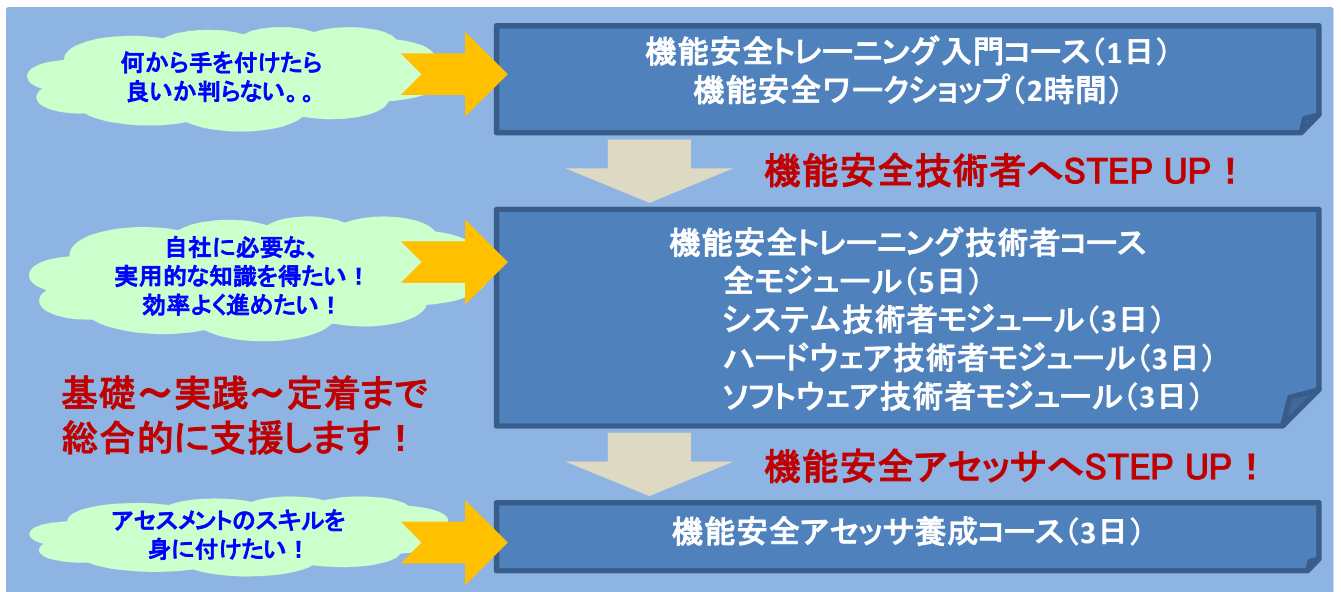 何から手を付けたら
良いか判らない。。
機能安全トレーニング入門コース(1日)
機能安全ワークショップ(2時間)
機能安全技術者へSTEP UP!
自社に必要な、
実用的な知識を得たい!
効率よく進めたい!
機能安全トレーニング技術者コース
全モジュール(5日)
システム技術者モジュール(3日)
ハードウェア技術者モジュール(3日)
ソフトウェア技術者モジュール(3日)
基礎~実践~定着まで
総合的に支援します!
機能安全アセッサへSTEP UP!
アセスメントのスキルを
身に付けたい!
機能安全アセッサ養成コース(3日)